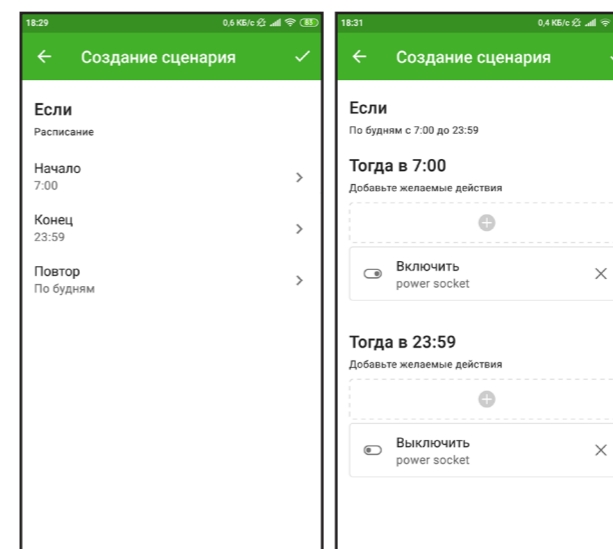 18:29 0,6 КБ/с 83
Создание сценария
Если
Расписание
Начало
7:00
Конец
23:59
Повтор
По будням
18:31 0,4 КБ/с
Создание сценария
Если
По будням с 7:00 до 23:59
Тогда в 7:00
Добавьте желаемые действия
Включить
power socket
Тогда в 23:59
Добавьте желаемые действия
Выключить
power socket